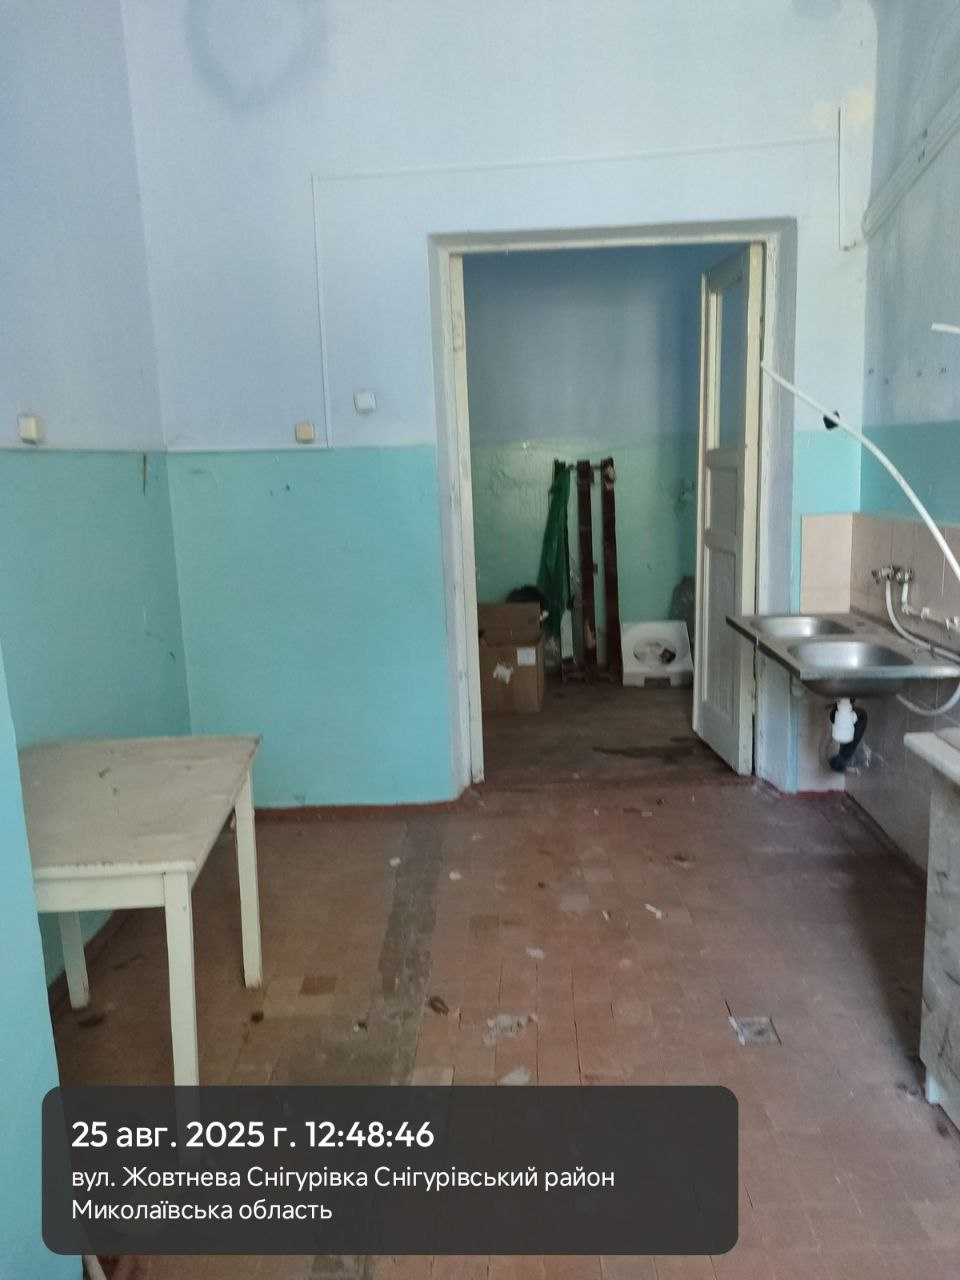 25 авг. 2025 г. 12:48:46
вул. Жовтнева Снігурівка Снігурівський район
Миколаївська область